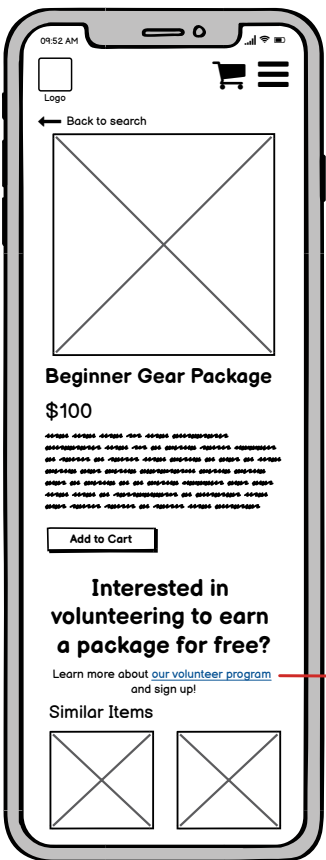 09:52 AM
Logo
Back to search
Beginner Gear Package
$100
Add to Cart
Interested in
volunteering to earn
a package for free?
Learn more about our volunteer program
and sign up!
Similar Items